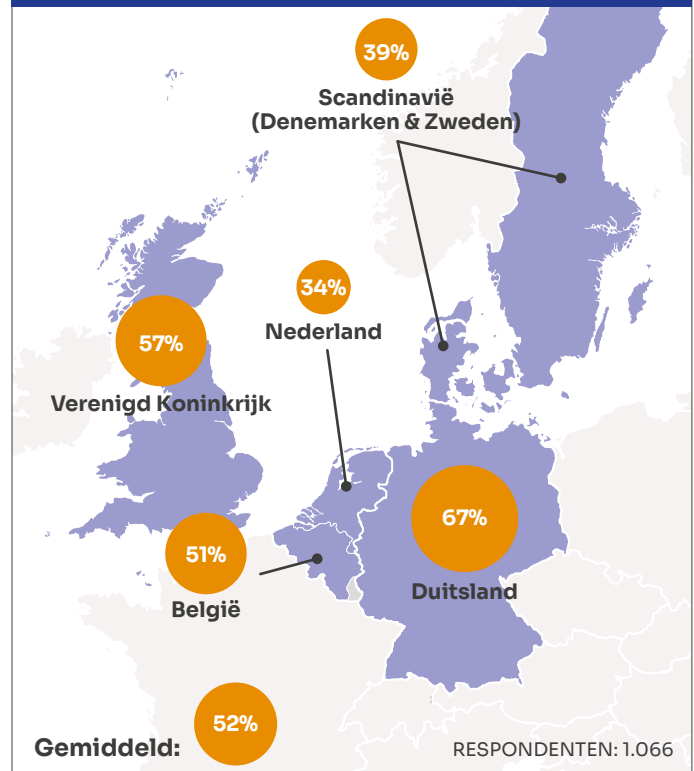 39%
Scandinavië
(Denemarken & Zweden)
34%
Nederland
57%
Verenigd Koninkrijk
67%
Duitsland
51%
België
52%
Gemiddeld:
RESPONDENTEN: 1.066